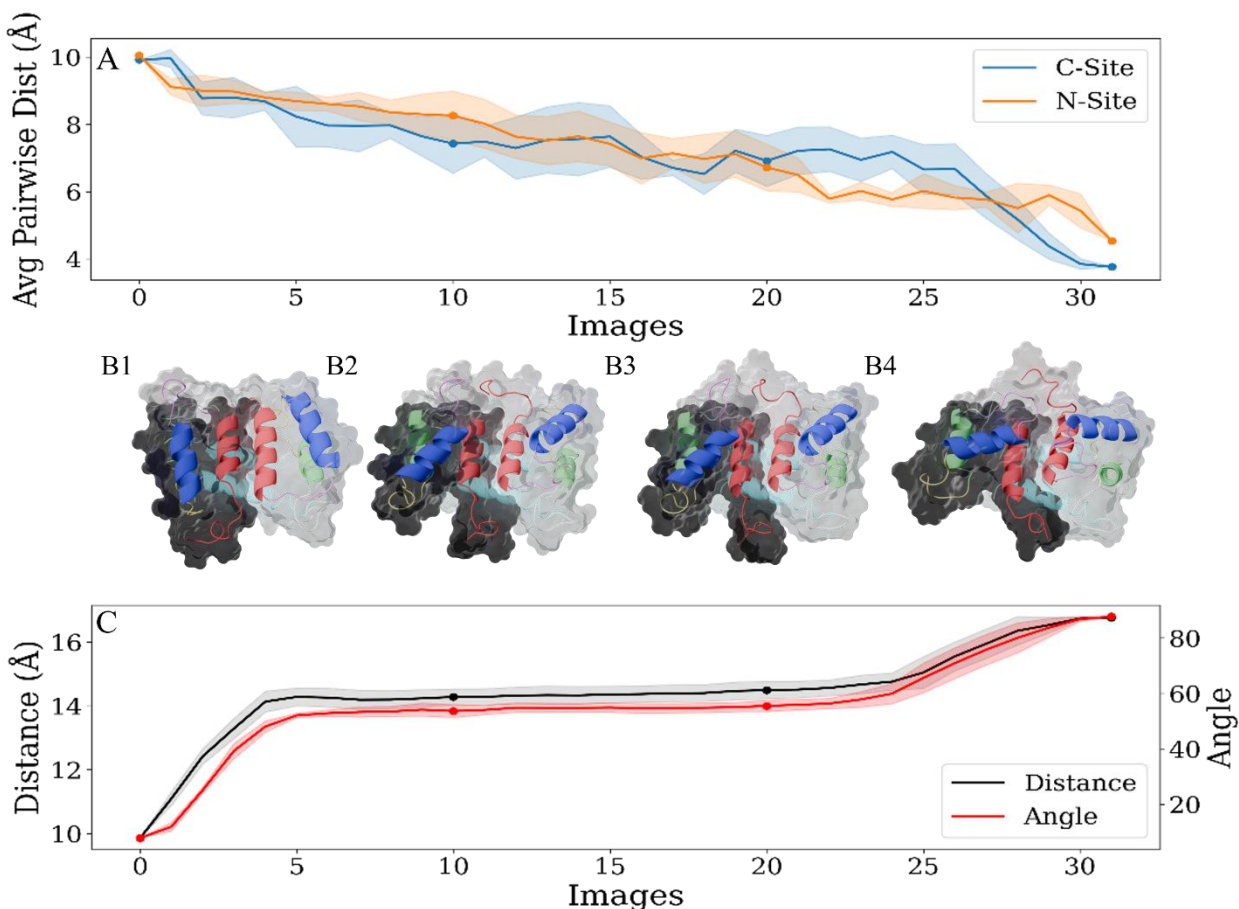 A
Avg Pairwise Dist (Å)
10
8
6
4
C-Site
N-Site
0 5 10 15 20 25 30
Images
B1 B2 B3 B4
C
Distance (Å)
16
14
12
10
80
60
40
20
Angle
Distance
Angle
0 5 10 15 20 25 30
Images